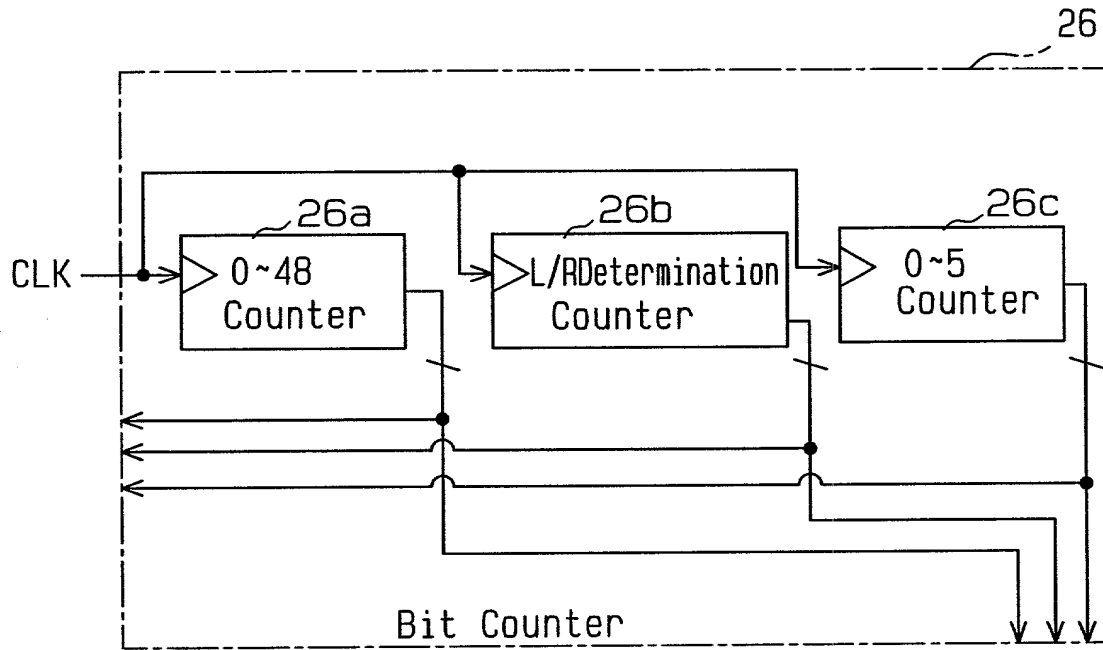 26
26a
26b
26c
CLK
0~48
Counter
L/RDetermination
Counter
0~5
Counter
Bit Counter